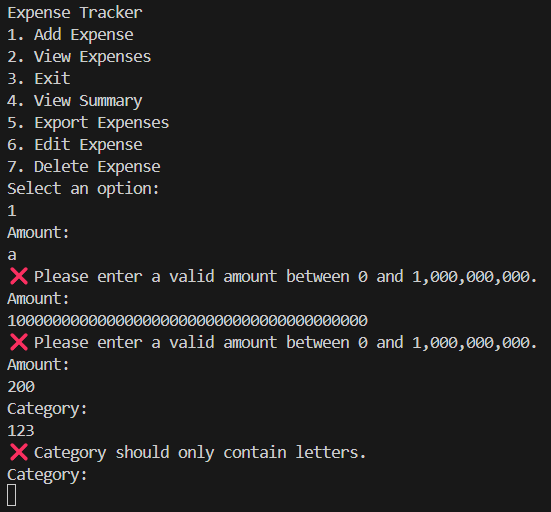 Expense Tracker
1. Add Expense
2. View Expenses
3. Exit
4. View Summary
5. Export Expenses
6. Edit Expense
7. Delete Expense
Select an option:
1
Amount:
a
❌ Please enter a valid amount between 0 and 1,000,000,000.
Amount:
1000000000000000000000000000000000000000
❌ Please enter a valid amount between 0 and 1,000,000,000.
Amount:
200
Category:
123
❌ Category should only contain letters.
Category: